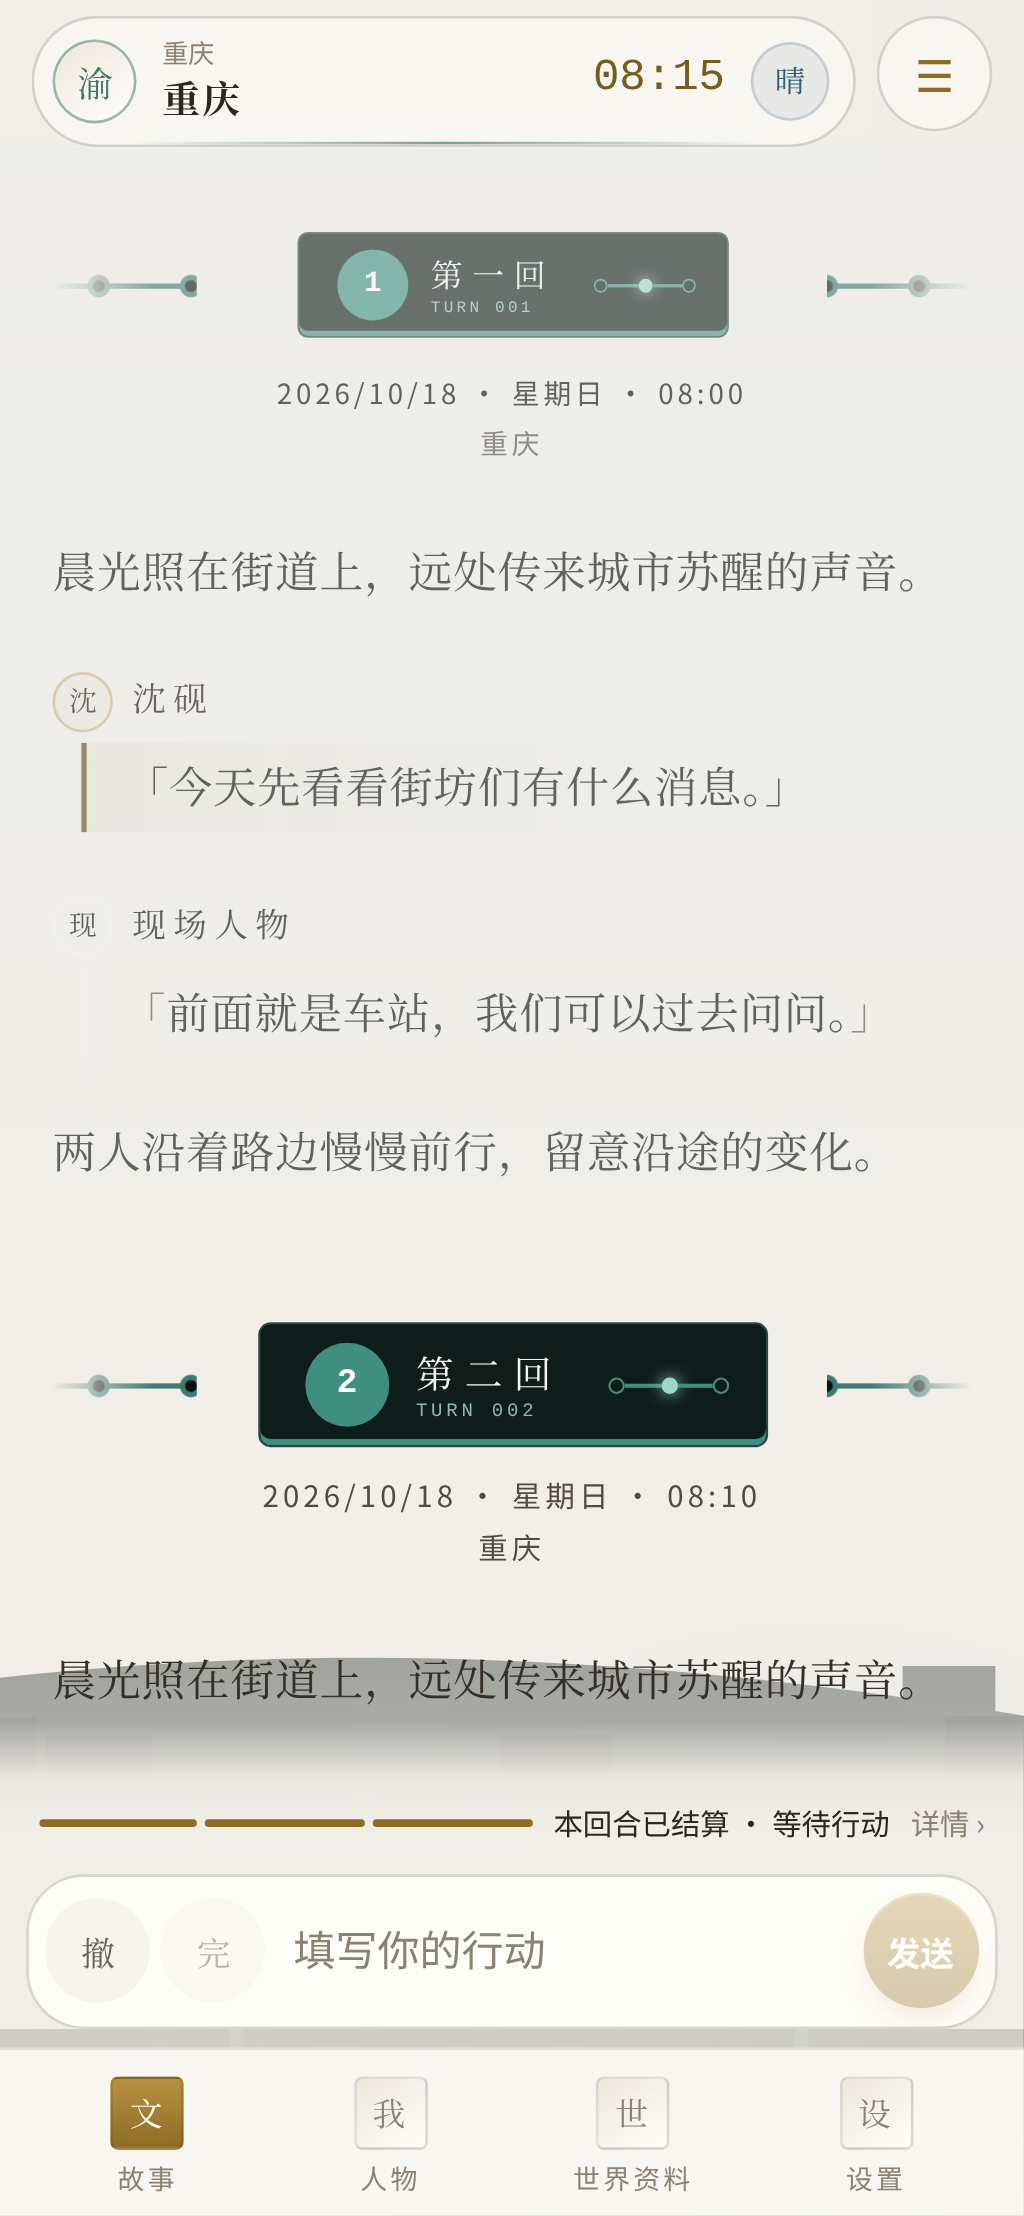 渝
重庆
重庆
08:15
晴
☰
1
第一回
TURN 001
2026/10/18 · 星期日 · 08:00
重庆
晨光照在街道上，远处传来城市苏醒的声音。
沈
沈砚
「今天先看看街坊们有什么消息。」
现
现场人物
「前面就是车站，我们可以过去问问。」
两人沿着路边慢慢前行，留意沿途的变化。
2
第二回
TURN 002
2026/10/18 · 星期日 · 08:10
重庆
晨光照在街道上，远处传来城市苏醒的声音。
本回合已结算 · 等待行动 详情 ›
撤
完
填写你的行动
发送
文
我
世
设
故事
人物
世界资料
设置